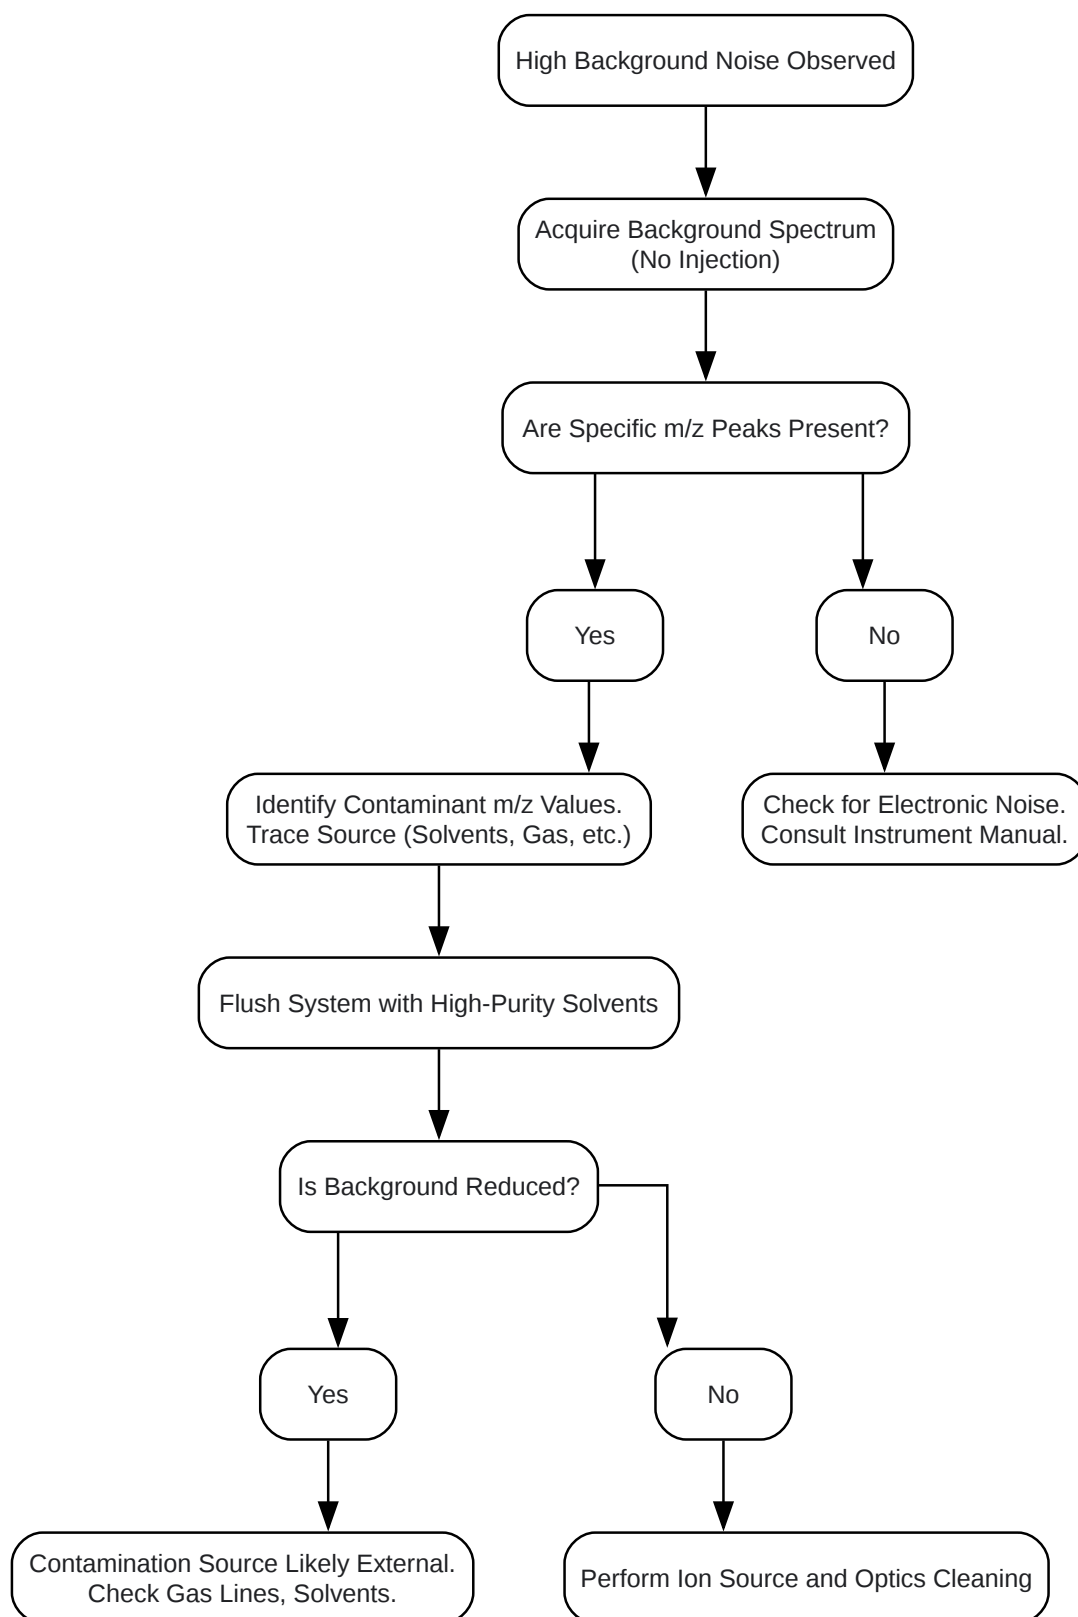 High Background Noise Observed
Acquire Background Spectrum
(No Injection)
Are Specific m/z Peaks Present?
Yes
No
Identify Contaminant m/z Values.
Trace Source (Solvents, Gas, etc.)
Check for Electronic Noise.
Consult Instrument Manual.
Flush System with High-Purity Solvents
Is Background Reduced?
Yes
No
Contamination Source Likely External.
Check Gas Lines, Solvents.
Perform Ion Source and Optics Cleaning